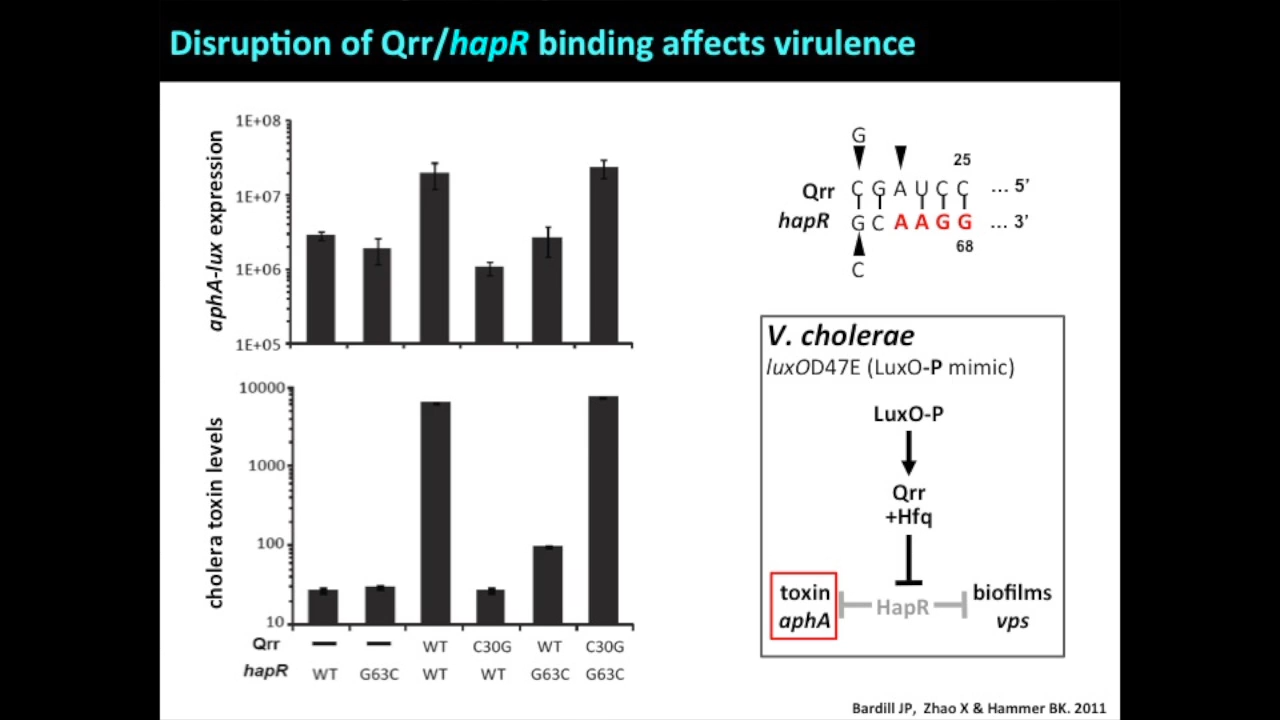 Disruption of Qrr/hapR binding affects virulence
aphA-lux expression
1E+08
1E+07
1E+06
1E+05
cholera toxin levels
10000
1000
100
10
Qrr — — WT C30G WT C30G
hapR WT G63C WT WT G63C G63C
G
25
Qrr C G A U C C ... 5’
hapR G C A A G G ... 3’
68
C
V. cholerae
luxOD47E (LuxO-P mimic)
LuxO-P
Qrr
+Hfq
toxin
aphA
HapR
biofilms
vps
Bardill JP, Zhao X & Hammer BK. 2011